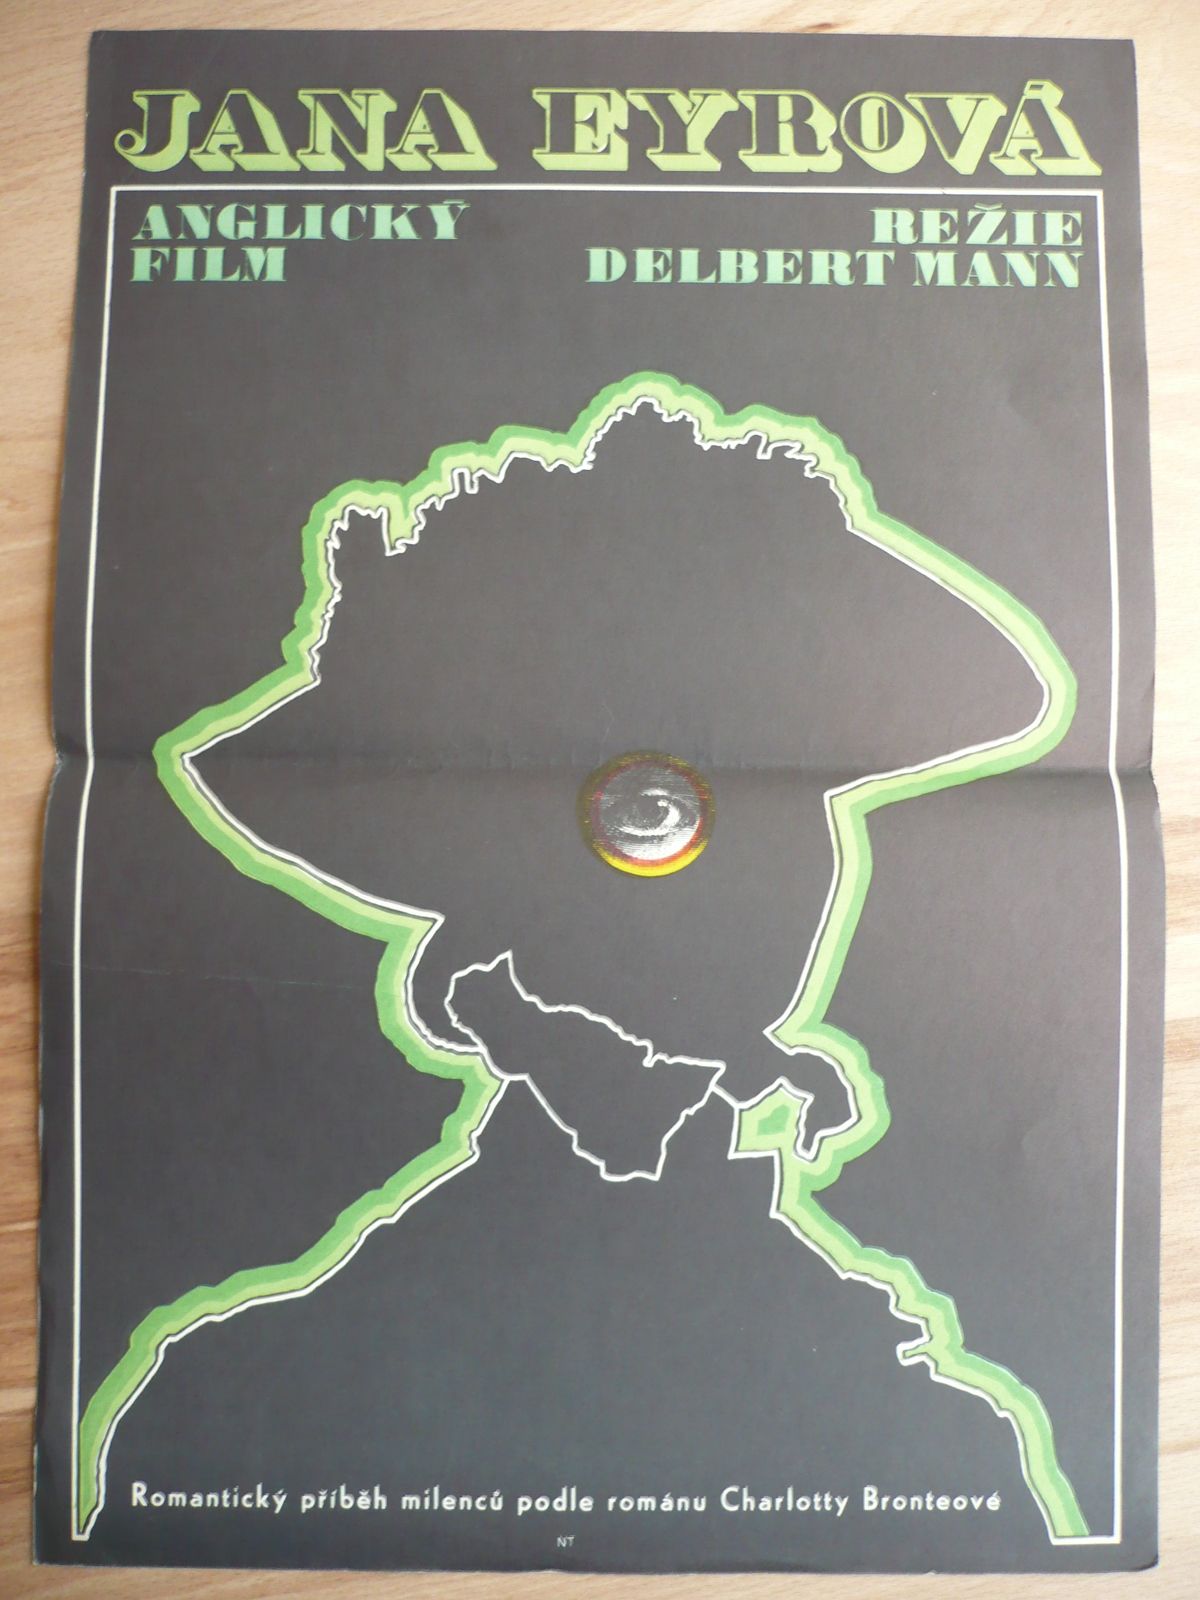 JANA EYROVÁ
ANGLICKÝ
FILM
REŽIE
DELBERT MANN
Romantický příběh milenců podle románu Charlotty Bronteové
NT